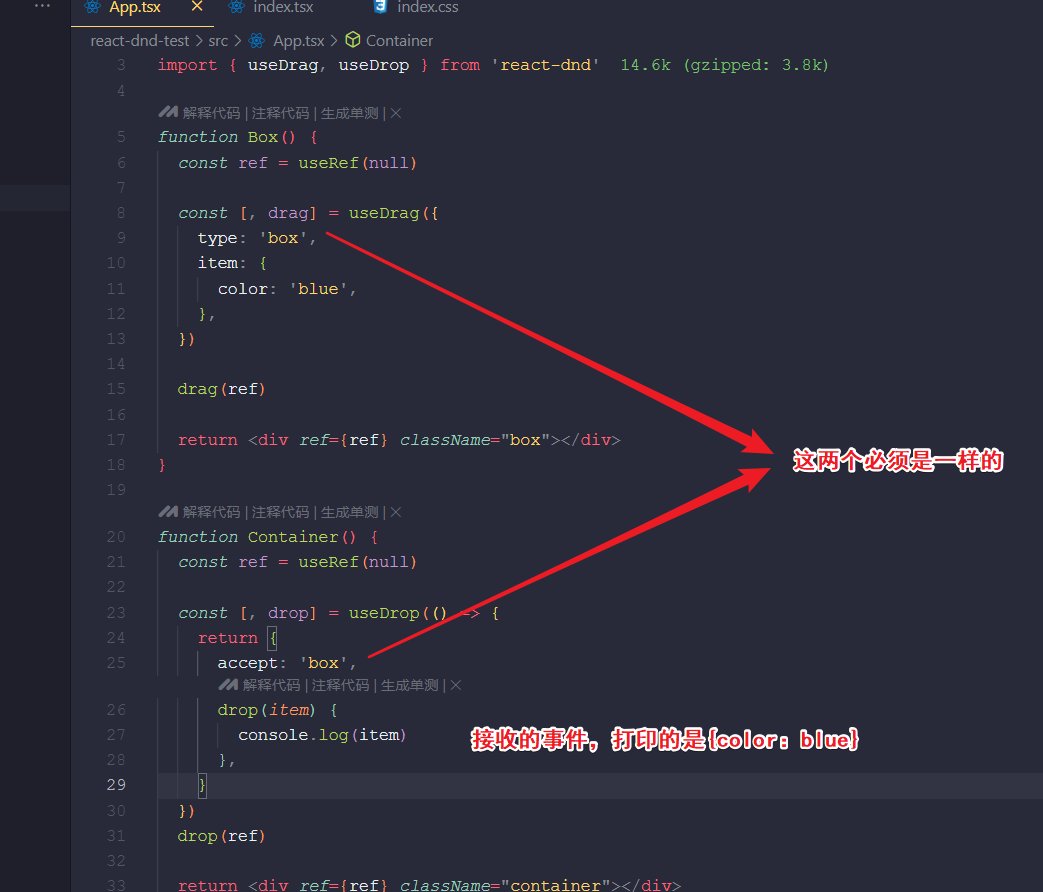 App.tsx × index.tsx index.css
react-dnd-test > src > App.tsx > Container
3 import { useDrag, useDrop } from 'react-dnd' 14.6k (gzipped: 3.8k)
4
解释代码 | 注释代码 | 生成单测 | ×
5 function Box() {
6 const ref = useRef(null)
7
8 const [, drag] = useDrag({
9 type: 'box',
10 item: {
11 color: 'blue',
12 },
13 })
14
15 drag(ref)
16
17 return <div ref={ref} className="box"></div>
这两个必须是一样的
18 }
19
解释代码 | 注释代码 | 生成单测 | ×
20 function Container() {
21 const ref = useRef(null)
22
23 const [, drop] = useDrop(() => {
24 return {
25 accept: 'box',
解释代码 | 注释代码 | 生成单测 | ×
26 drop(item) {
27 console.log(item)
接收的事件，打印的是{color：blue}
28 },
29 }
30 })
31 drop(ref)
32
33 return <div ref={ref} className="container"></div>